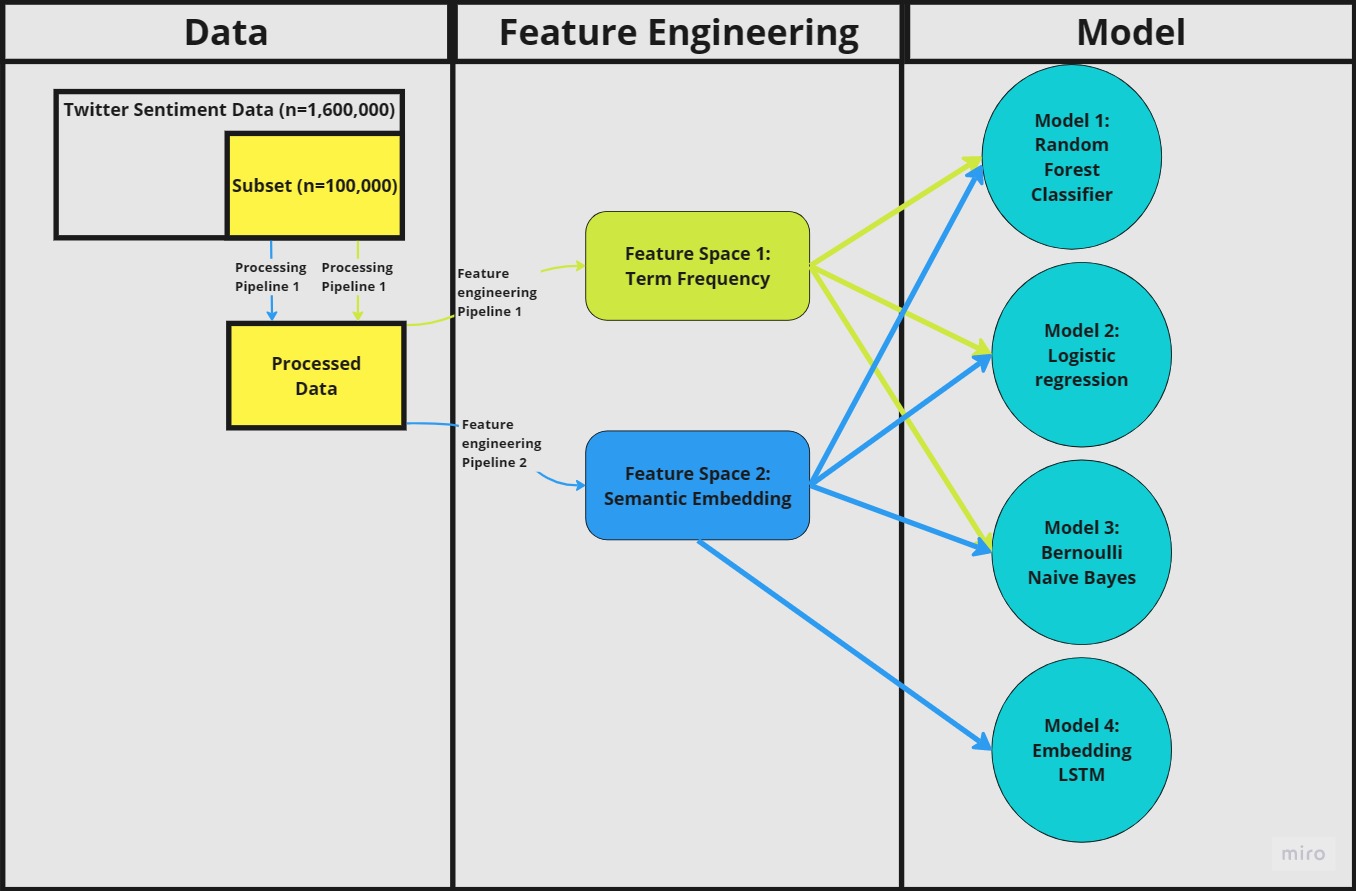 Data
Feature Engineering
Model
Twitter Sentiment Data (n=1,600,000)
Subset (n=100,000)
Processing
Pipeline 1
Processing
Pipeline 1
Processed
Data
Feature
engineering
Pipeline 1
Feature
engineering
Pipeline 2
Feature Space 1:
Term Frequency
Feature Space 2:
Semantic Embedding
Model 1:
Random
Forest
Classifier
Model 2:
Logistic
regression
Model 3:
Bernoulli
Naive Bayes
Model 4:
Embedding
LSTM
miro